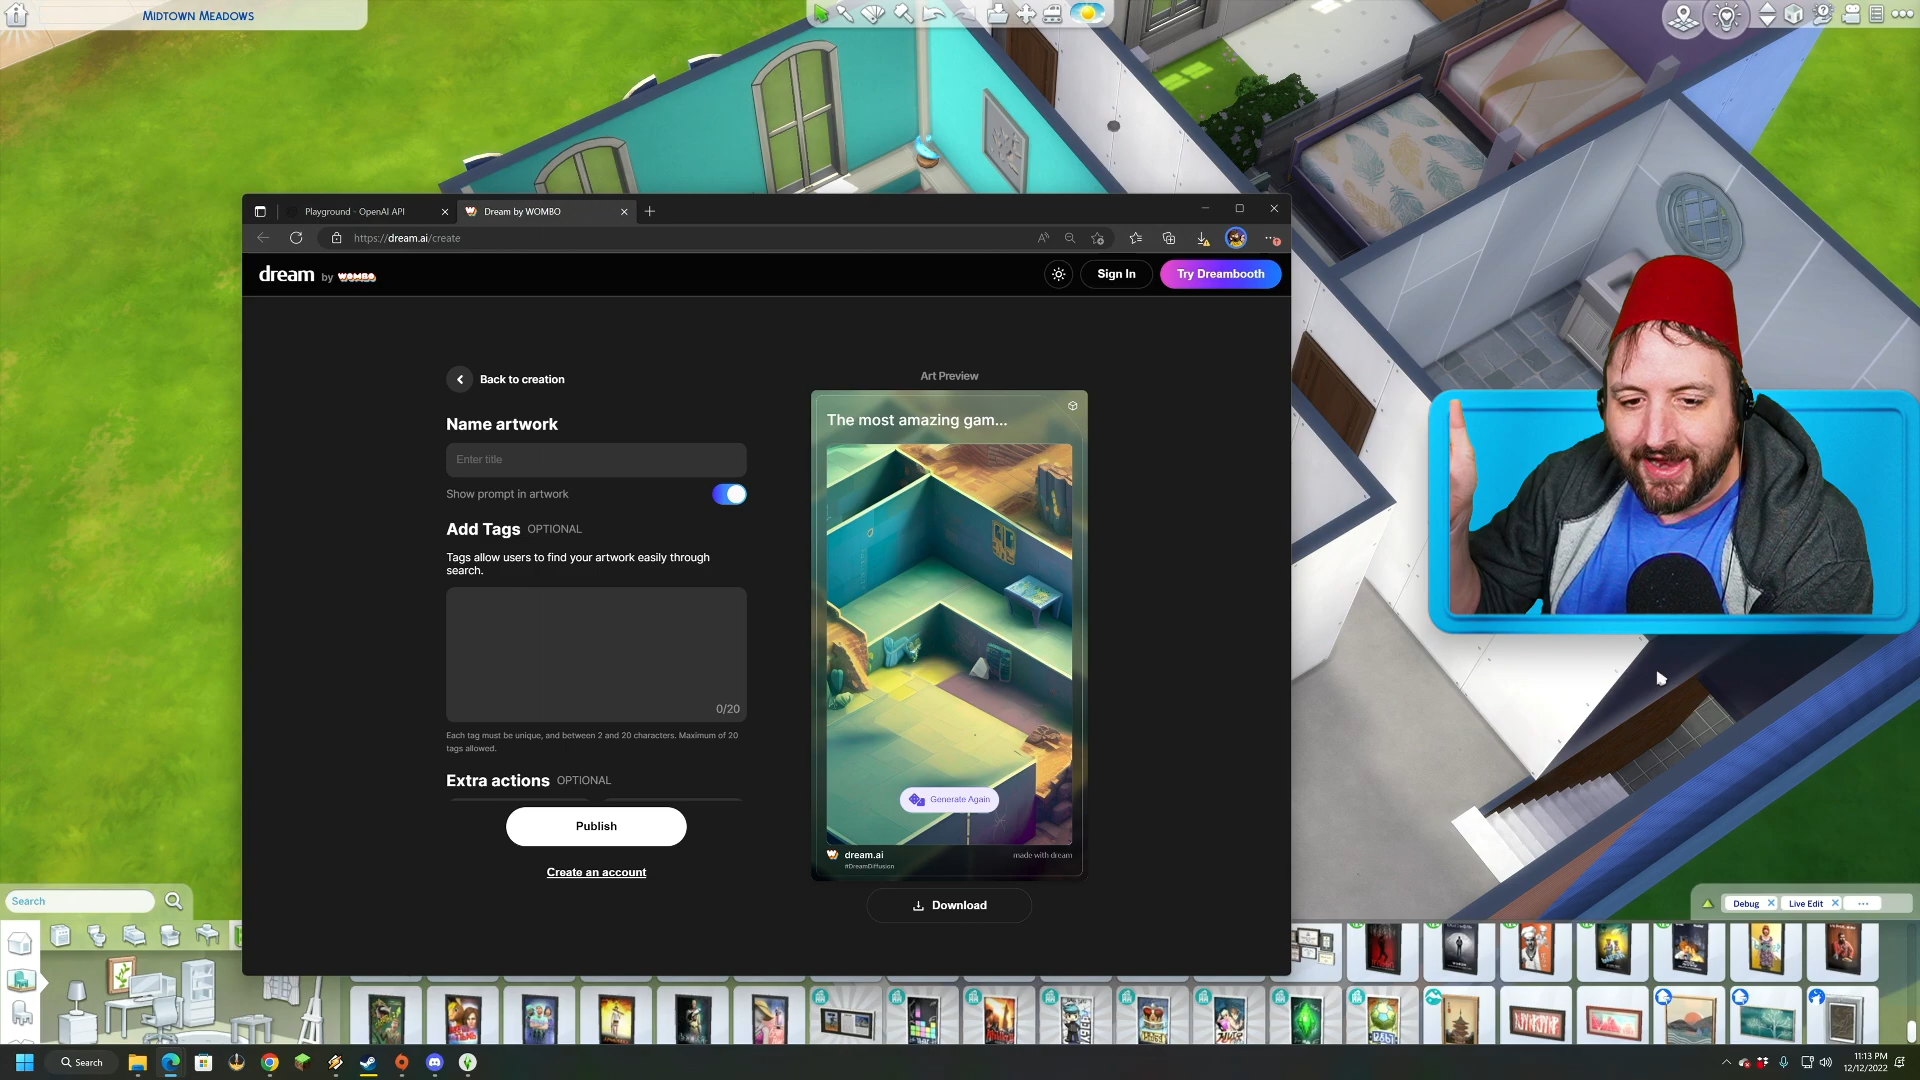 MIDTOWN MEADOWS
Playground - OpenAI API
Dream by WOMBO
https://dream.ai/create
dream by WOMBO
Sign In
Try Dreambooth
Back to creation
Art Preview
Name artwork
The most amazing gam...
Enter title
Show prompt in artwork
Add Tags OPTIONAL
Tags allow users to find your artwork easily through
search.
0/20
Each tag must be unique, and between 2 and 20 characters. Maximum of 20
tags allowed.
Extra actions OPTIONAL
Generate Again
Publish
dream.ai
made with dream
#DreamDiffusion
Create an account
Download
Search
Debug
Live Edit
Search
11:13 PM
12/12/2022